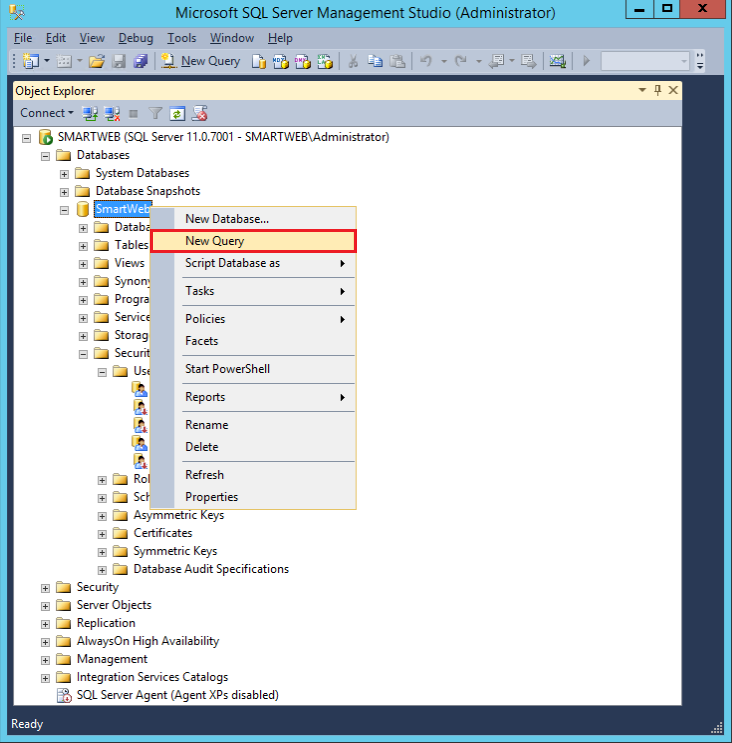 Microsoft SQL Server Management Studio (Administrator)
File Edit View Debug Tools Window Help
New Query
Object Explorer
Connect
SMARTWEB (SQL Server 11.0.7001 - SMARTWEB\Administrator)
Databases
System Databases
Database Snapshots
SmartWeb
New Database...
Databa
New Query
Tables
Script Database as
Views
Synony
Tasks
Progra
Policies
Service
Storag
Facets
Securit
Start PowerShell
Use
Reports
Rename
Delete
Refresh
Rol
Properties
Sch
Asymmetric Keys
Certificates
Symmetric Keys
Database Audit Specifications
Security
Server Objects
Replication
AlwaysOn High Availability
Management
Integration Services Catalogs
SQL Server Agent (Agent XPs disabled)
Ready